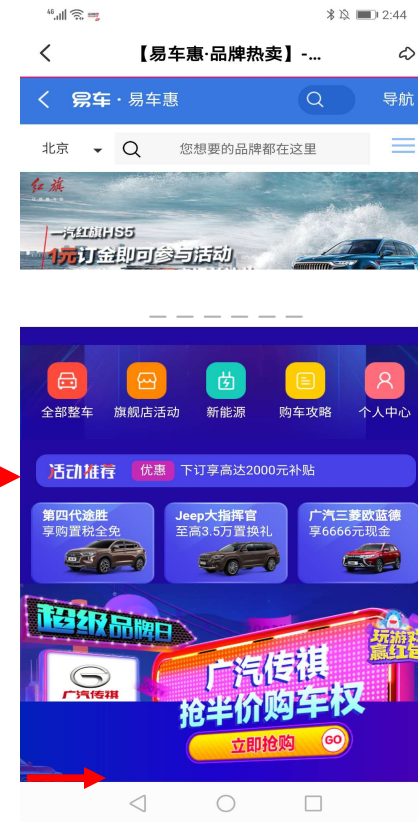 46
2:44
【易车惠·品牌热卖】-...
易车·易车惠
导航
北京
您想要的品牌都在这里
红旗
一汽红旗HS5
1元订金即可参与活动
全部整车
旗舰店活动
新能源
购车攻略
个人中心
活动推荐
优惠
下订享高达2000元补贴
第四代途胜
享购置税全免
Jeep大指挥官
至高3.5万置换礼
广汽三菱欧蓝德
享6666元现金
超级品牌日
广汽传祺
广汽传祺
抢半价购车权
立即抢购
GO
玩游戏
赢红包